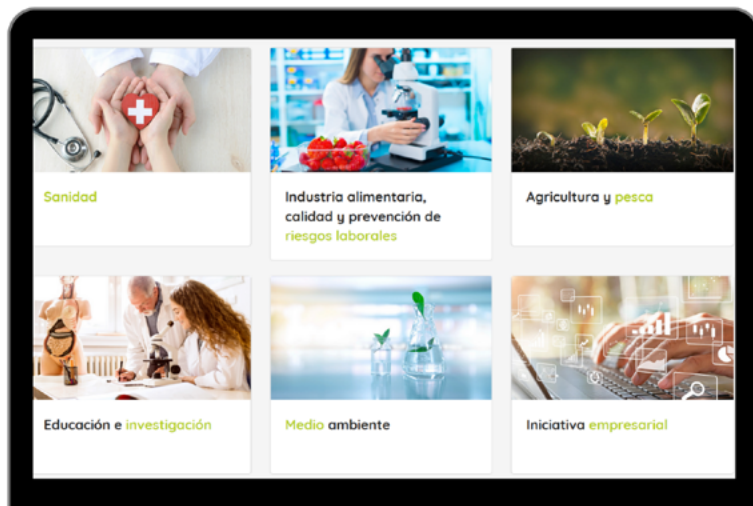 Sanidad
Industria alimentaria,
calidad y prevención de
riesgos laborales
Agricultura y pesca
Educación e investigación
Medio ambiente
Iniciativa empresarial